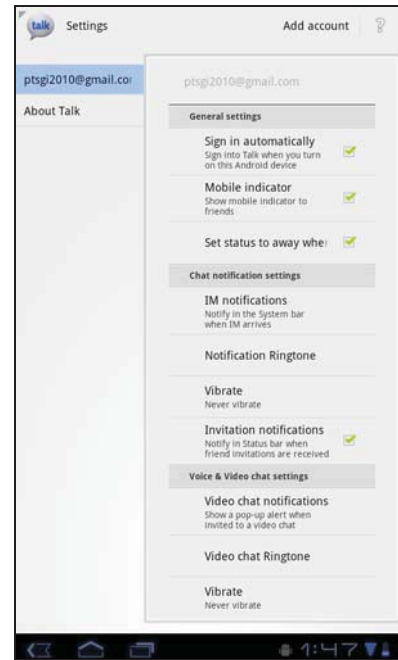 talk Settings Add account
ptsgi2010@gmail.co
ptsgi2010@gmail.com
About Talk
General settings
Sign in automatically
Sign into Talk when you turn
on this Android device
Mobile indicator
Show mobile indicator to
friends
Set status to away whe
Chat notification settings
IM notifications
Notify in the System bar
when IM arrives
Notification Ringtone
Vibrate
Never vibrate
Invitation notifications
Notify in Status bar when
friend invitations are received
Voice & Video chat settings
Video chat notifications
Show a pop-up alert when
invited to a video chat
Video chat Ringtone
Vibrate
Never vibrate
1:47